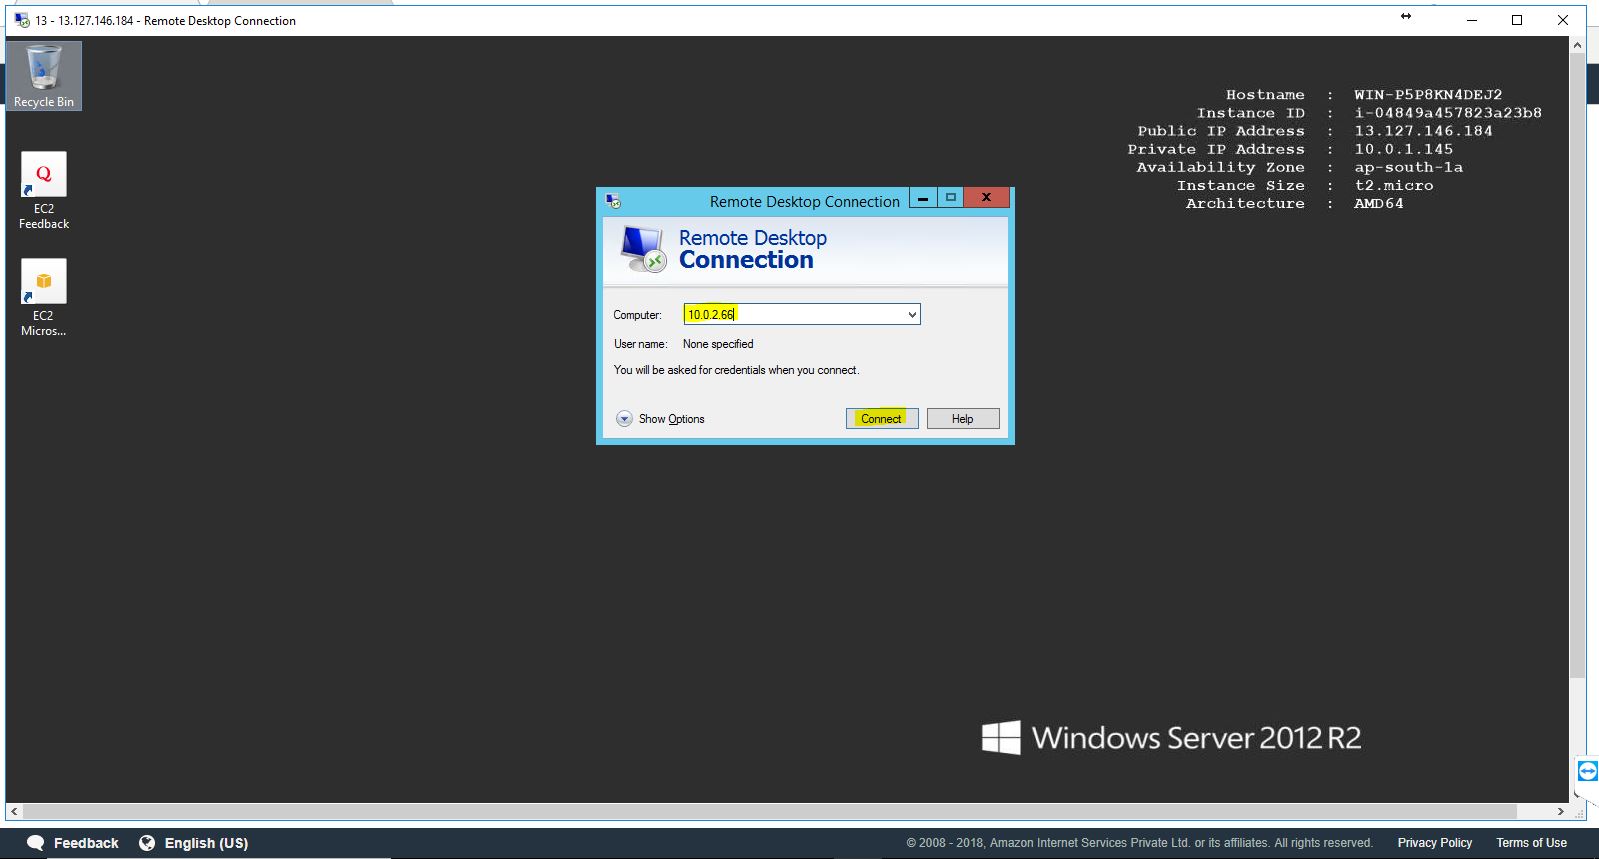 13 - 13.127.146.184 - Remote Desktop Connection
Recycle Bin
Hostname : WIN-P5P8KN4DEJ2
Instance ID : i-04849a457823a23b8
Public IP Address : 13.127.146.184
Private IP Address : 10.0.1.145
Availability Zone : ap-south-1a
Instance Size : t2.micro
Architecture : AMD64
Q
EC2
Feedback
EC2
Micros...
Remote Desktop Connection
Remote Desktop
Connection
Computer: 10.0.2.66
User name: None specified
You will be asked for credentials when you connect.
Show Options
Connect
Help
Windows Server 2012 R2
Feedback
English (US)
© 2008 - 2018, Amazon Internet Services Private Ltd. or its affiliates. All rights reserved.
Privacy Policy
Terms of Use